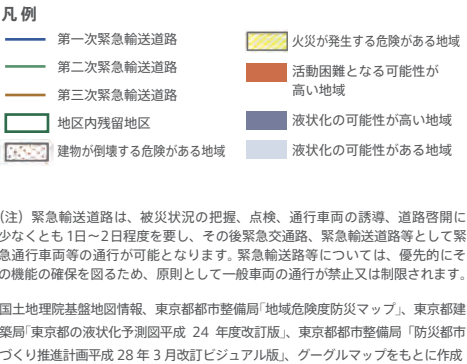 凡 例
第一次緊急輸送道路
第二次緊急輸送道路
第三次緊急輸送道路
地区内残留地区
建物が倒壊する危険がある地域
火災が発生する危険がある地域
活動困難となる可能性が
高い地域
液状化の可能性が高い地域
液状化の可能性がある地域
(注) 緊急輸送道路は、被災状況の把握、点検、通行車両の誘導、道路啓開に
少なくとも 1日〜2日程度を要し、その後緊急交通路、緊急輸送道路等として緊
急通行車両等の通行が可能となります。緊急輸送路等については、優先的にそ
の機能の確保を図るため、原則として一般車両の通行が禁止又は制限されます。
国土地理院基盤地図情報、東京都都市整備局「地域危険度防災マップ」、東京都建
築局「東京都の液状化予測図平成 24 年度改訂版」、東京都都市整備局「防災都市
づくり推進計画平成 28 年 3 月改訂ビジュアル版」、グーグルマップをもとに作成